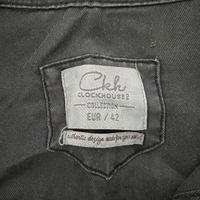 Ckh
CLOCKHOUSE
COLLECTION
EUR / 42
authentic design made for you